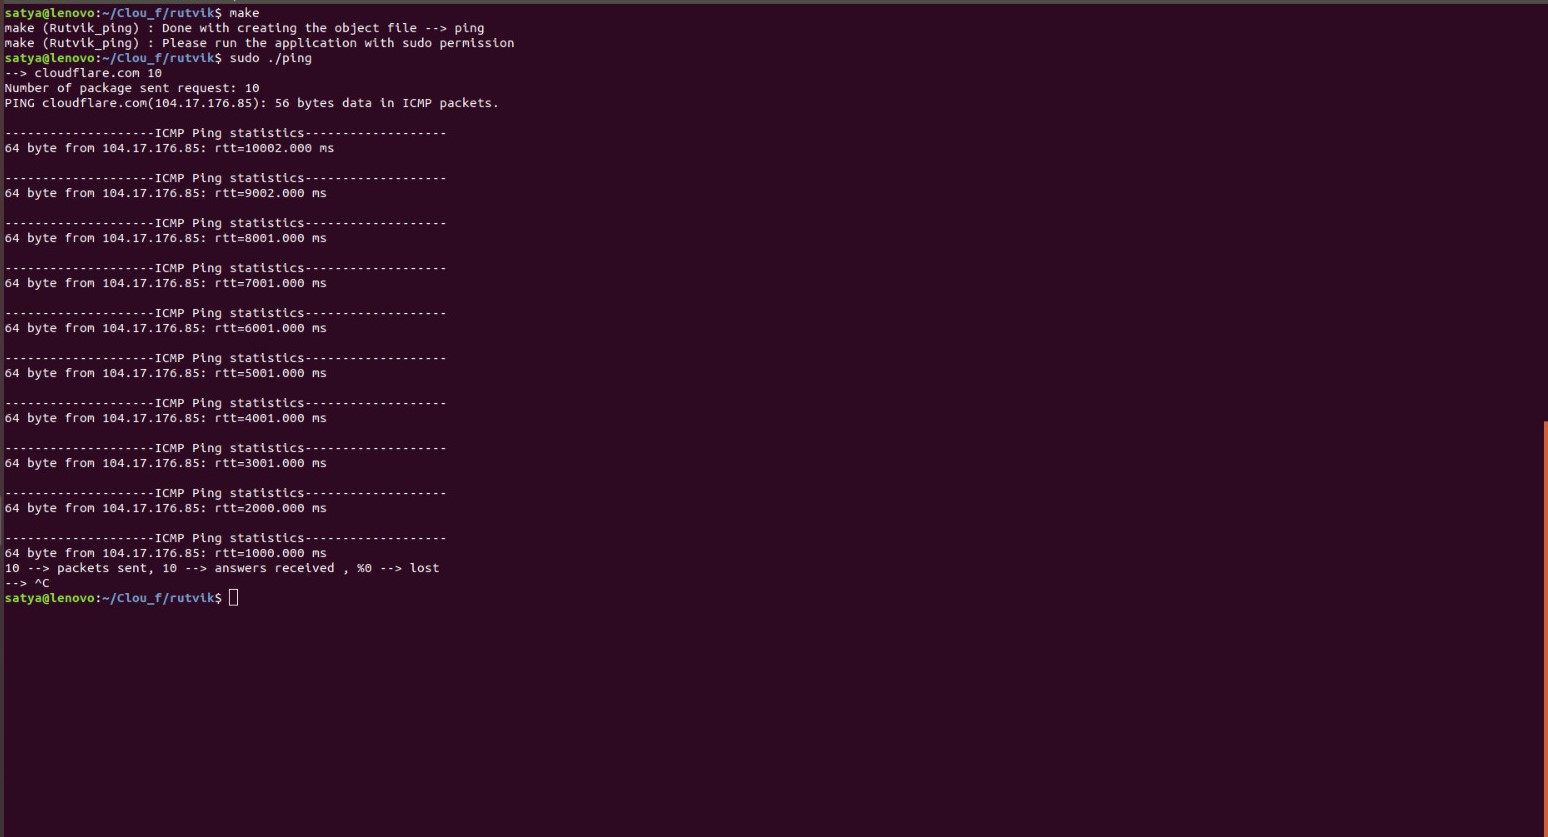 satya@lenovo:~/Clou_f/rutvik$ make
make (Rutvik_ping) : Done with creating the object file --> ping
make (Rutvik_ping) : Please run the application with sudo permission
satya@lenovo:~/Clou_f/rutvik$ sudo ./ping
--> cloudflare.com 10
Number of package sent request: 10
PING cloudflare.com(104.17.176.85): 56 bytes data in ICMP packets.
--------------------ICMP Ping statistics-------------------
64 byte from 104.17.176.85: rtt=10002.000 ms
--------------------ICMP Ping statistics-------------------
64 byte from 104.17.176.85: rtt=9002.000 ms
--------------------ICMP Ping statistics-------------------
64 byte from 104.17.176.85: rtt=8001.000 ms
--------------------ICMP Ping statistics-------------------
64 byte from 104.17.176.85: rtt=7001.000 ms
--------------------ICMP Ping statistics-------------------
64 byte from 104.17.176.85: rtt=6001.000 ms
--------------------ICMP Ping statistics-------------------
64 byte from 104.17.176.85: rtt=5001.000 ms
--------------------ICMP Ping statistics-------------------
64 byte from 104.17.176.85: rtt=4001.000 ms
--------------------ICMP Ping statistics-------------------
64 byte from 104.17.176.85: rtt=3001.000 ms
--------------------ICMP Ping statistics-------------------
64 byte from 104.17.176.85: rtt=2000.000 ms
--------------------ICMP Ping statistics-------------------
64 byte from 104.17.176.85: rtt=1000.000 ms
10 --> packets sent, 10 --> answers received , %0 --> lost
--> ^C
satya@lenovo:~/Clou_f/rutvik$